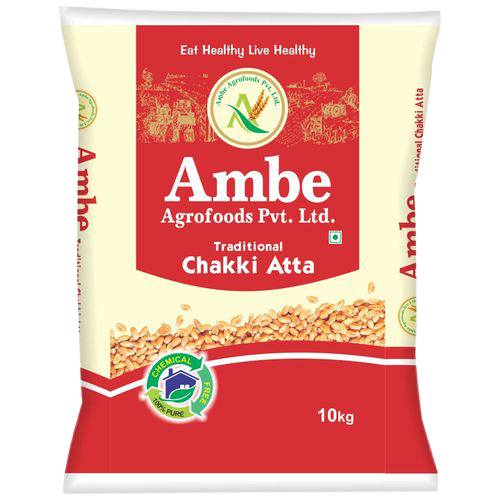 Eat Healthy Live Healthy
Ambe Agrofoods Pvt. Ltd.
Ambe
Agrofoods Pvt. Ltd.
Traditional
Chakki Atta
CHEMICAL
FREE
100% PURE
10kg
Ambe
Ambe
Traditional Chakki Atta